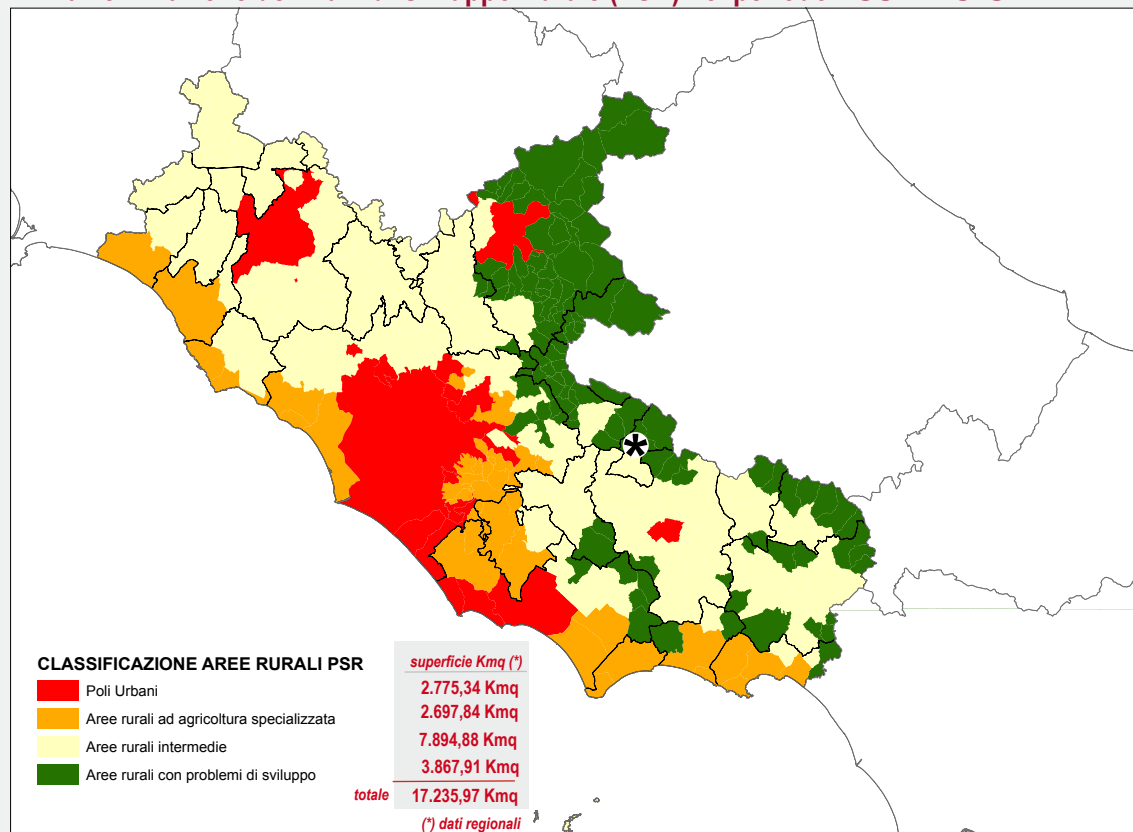 CLASSIFICAZIONE AREE RURALI PSR
superficie Kmq (*)
Poli Urbani
2.775,34 Kmq
Aree rurali ad agricoltura specializzata
2.697,84 Kmq
Aree rurali intermedie
7.894,88 Kmq
Aree rurali con problemi di sviluppo
3.867,91 Kmq
totale 17.235,97 Kmq
(*) dati regionali
*